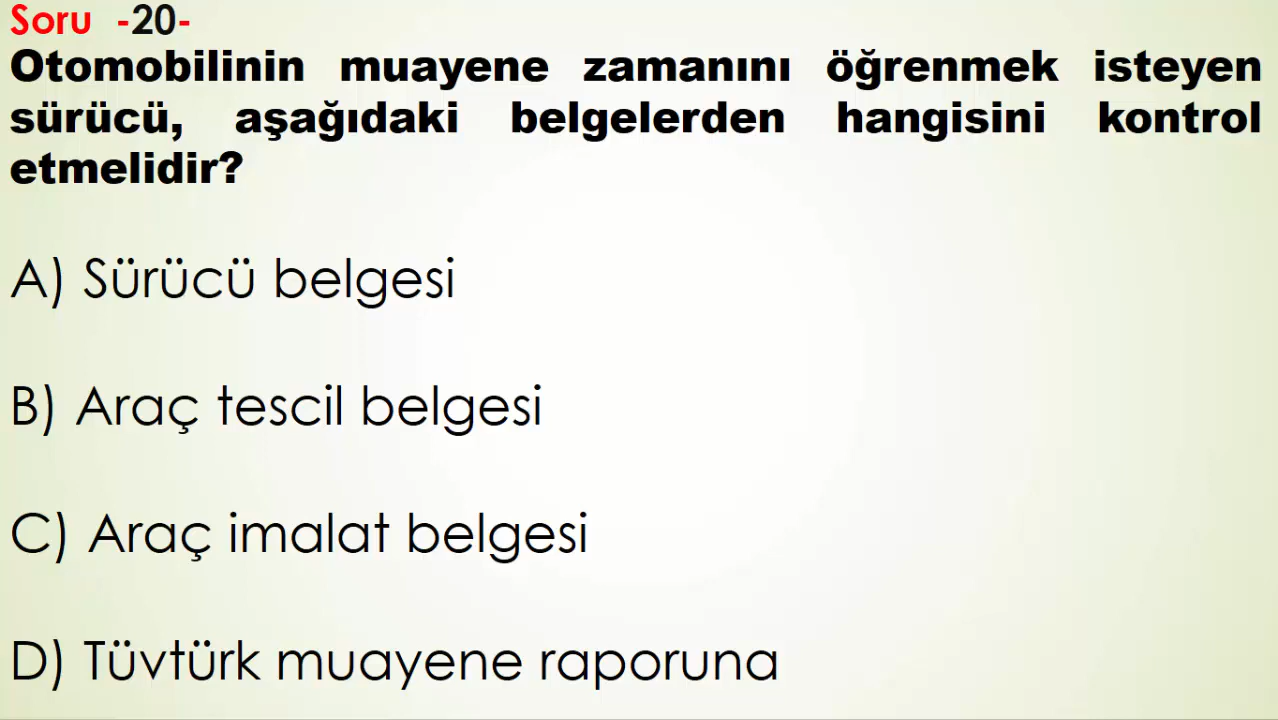 Soru -20-
Otomobilinin muayene zamanını öğrenmek isteyen
sürücü, aşağıdaki belgelerden hangisini kontrol
etmelidir?
A) Sürücü belgesi
B) Araç tescil belgesi
C) Araç imalat belgesi
D) Tüvtürk muayene raporuna